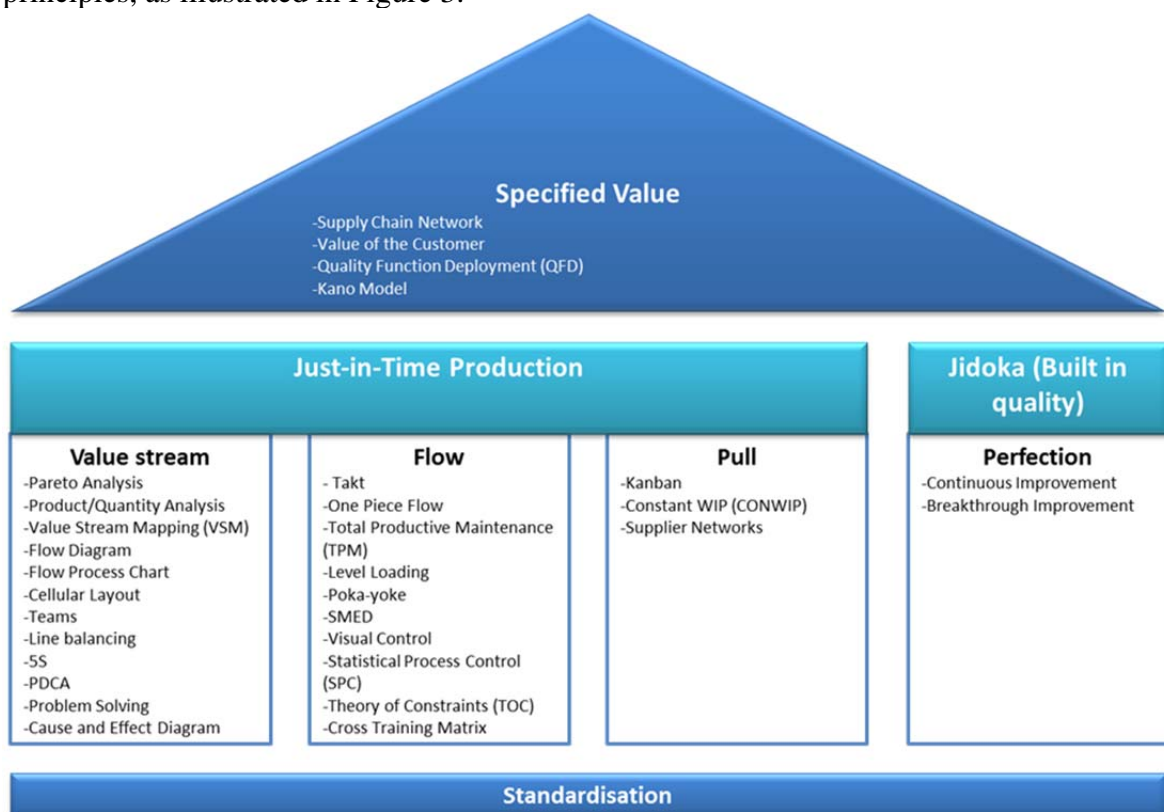 principles, as illustrated in Figure 3.
Specified Value
-Supply Chain Network
-Value of the Customer
-Quality Function Deployment (QFD)
-Kano Model
Just-in-Time Production
Jidoka (Built in
quality)
Value stream
-Pareto Analysis
-Product/Quantity Analysis
-Value Stream Mapping (VSM)
-Flow Diagram
-Flow Process Chart
-Cellular Layout
-Teams
-Line balancing
-5S
-PDCA
-Problem Solving
-Cause and Effect Diagram
Flow
- Takt
-One Piece Flow
-Total Productive Maintenance
(TPM)
-Level Loading
-Poka-yoke
-SMED
-Visual Control
-Statistical Process Control
(SPC)
-Theory of Constraints (TOC)
-Cross Training Matrix
Pull
-Kanban
-Constant WIP (CONWIP)
-Supplier Networks
Perfection
-Continuous Improvement
-Breakthrough Improvement
Standardisation